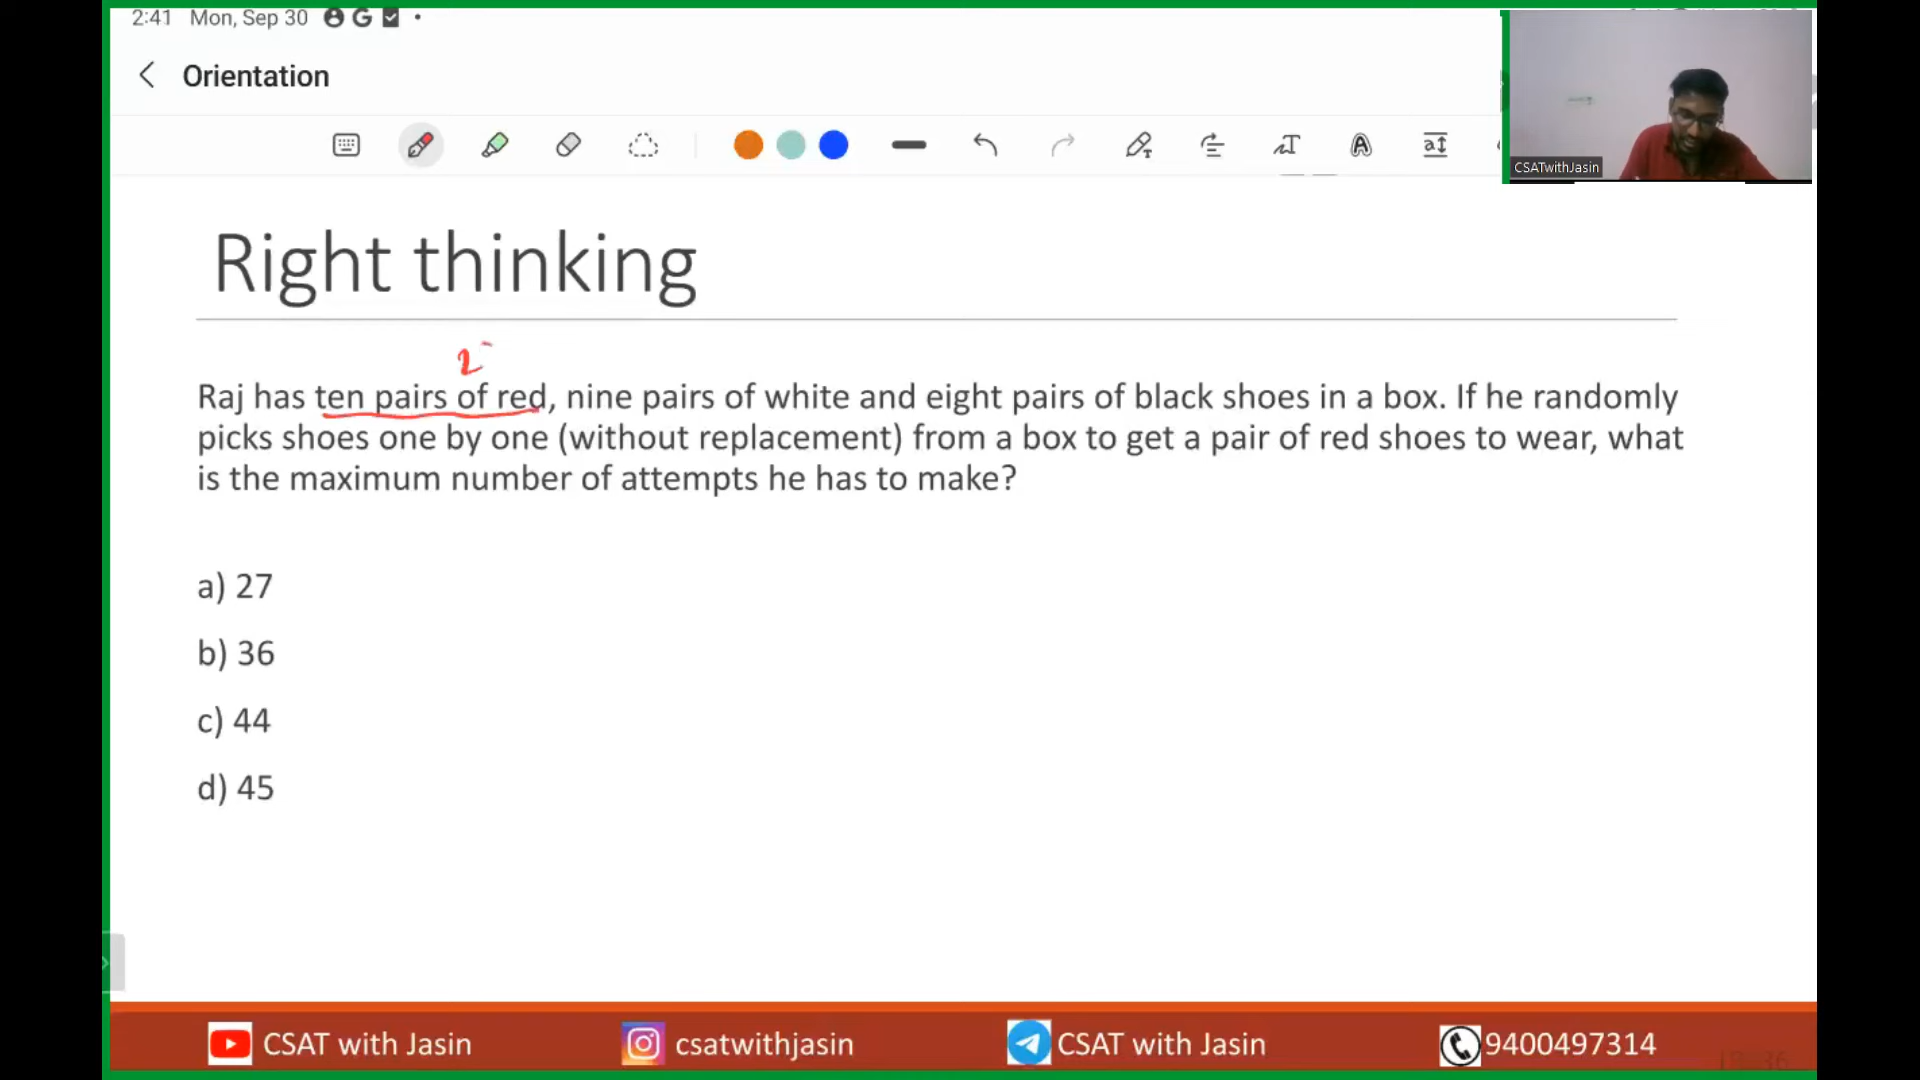 2:41 Mon, Sep 30
Orientation
CSATwithJasin
Right thinking
2
Raj has ten pairs of red, nine pairs of white and eight pairs of black shoes in a box. If he randomly
picks shoes one by one (without replacement) from a box to get a pair of red shoes to wear, what
is the maximum number of attempts he has to make?
a) 27
b) 36
c) 44
d) 45
CSAT with Jasin csatwithjasin CSAT with Jasin 9400497314